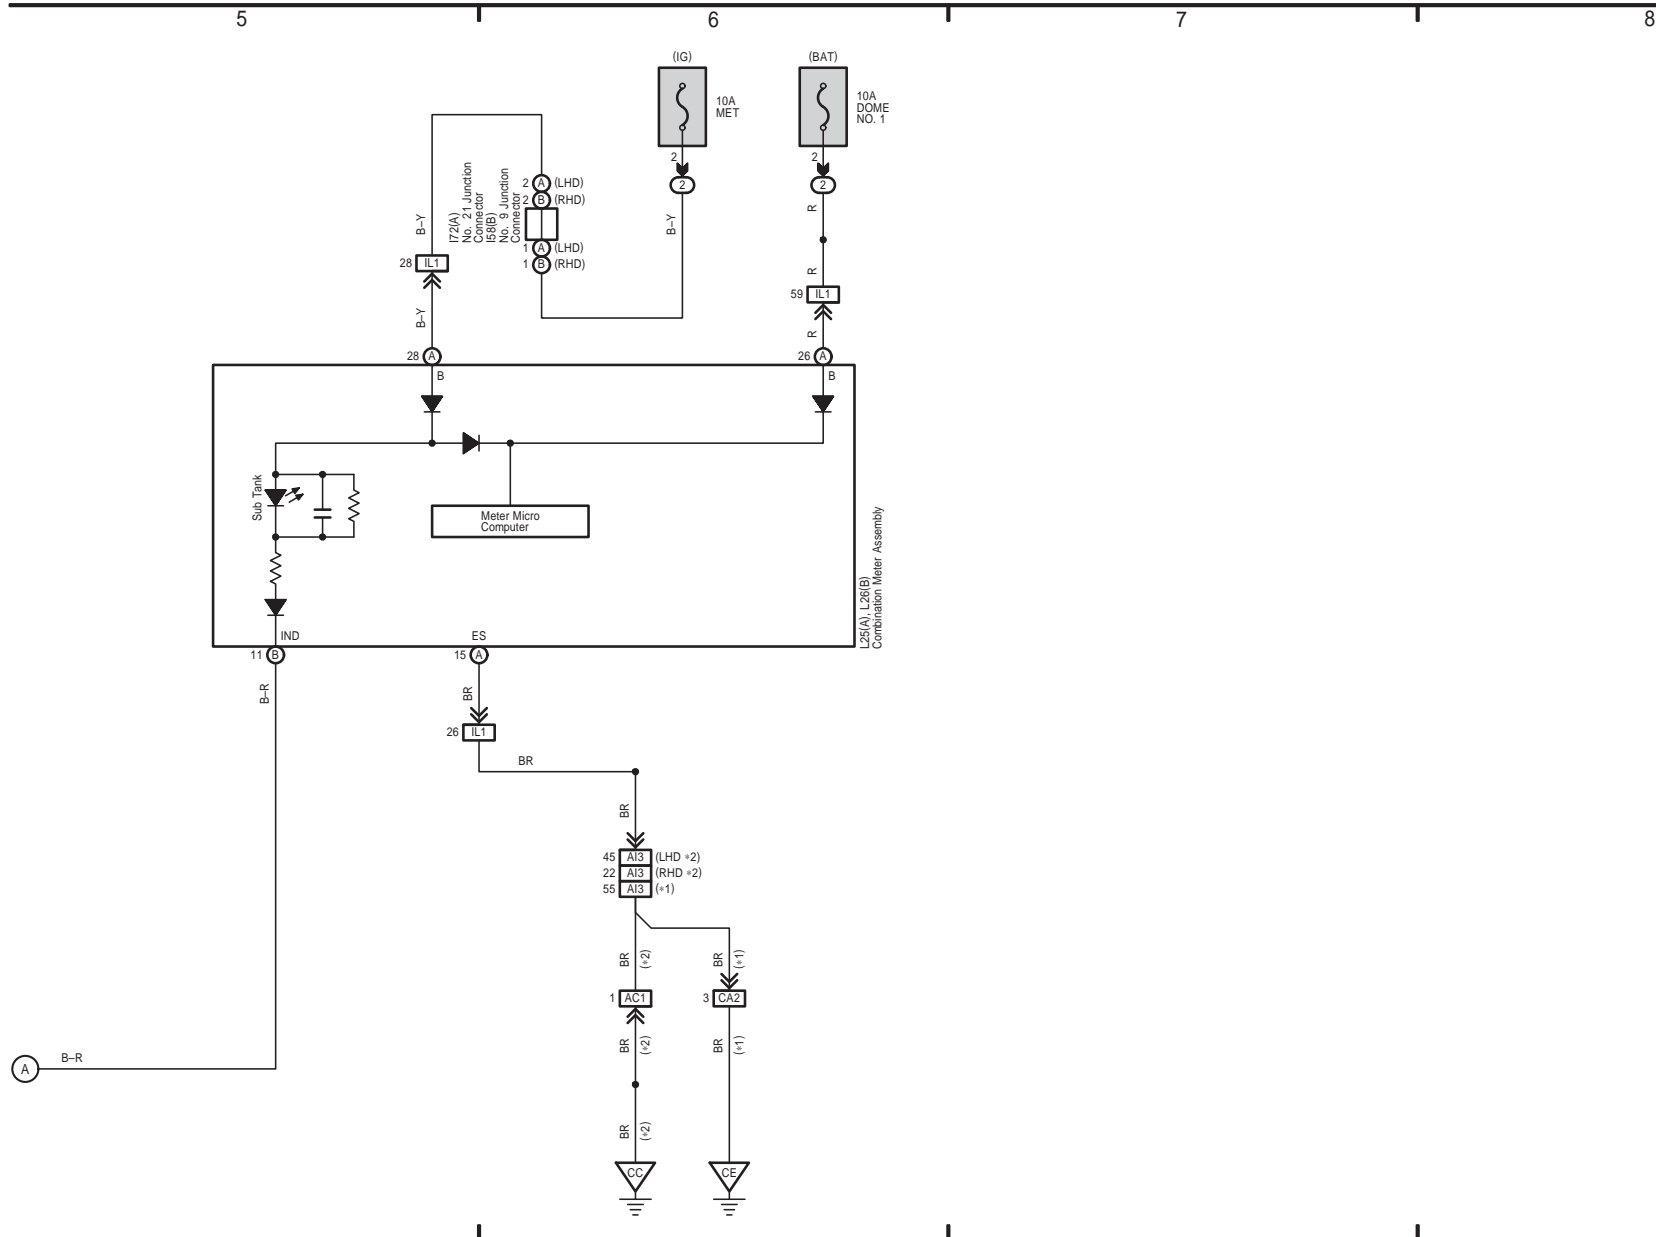 5
6
7
8
(IG)
(BAT)
10A
MET
10A
DOME
NO. 1
2
2
2
2
I72(A)
No. 21 Junction
Connector
I58(B)
No. 9 Junction
Connector
2 A (LHD)
2 B (RHD)
1 A (LHD)
1 B (RHD)
B–Y
B–Y
R
R
28 IL1
59 IL1
B–Y
R
28 A
26 A
B
B
Sub Tank
Meter Micro
Computer
L25(A), L26(B)
Combination Meter Assembly
IND
ES
11 B
15 A
B–R
BR
26 IL1
BR
BR
45 AI3 (LHD ∗2)
22 AI3 (RHD ∗2)
55 AI3 (∗1)
BR
(∗2)
BR
(∗1)
1 AC1
3 CA2
BR
(∗2)
BR
(∗1)
A
B–R
BR
(∗2)
CC
CE